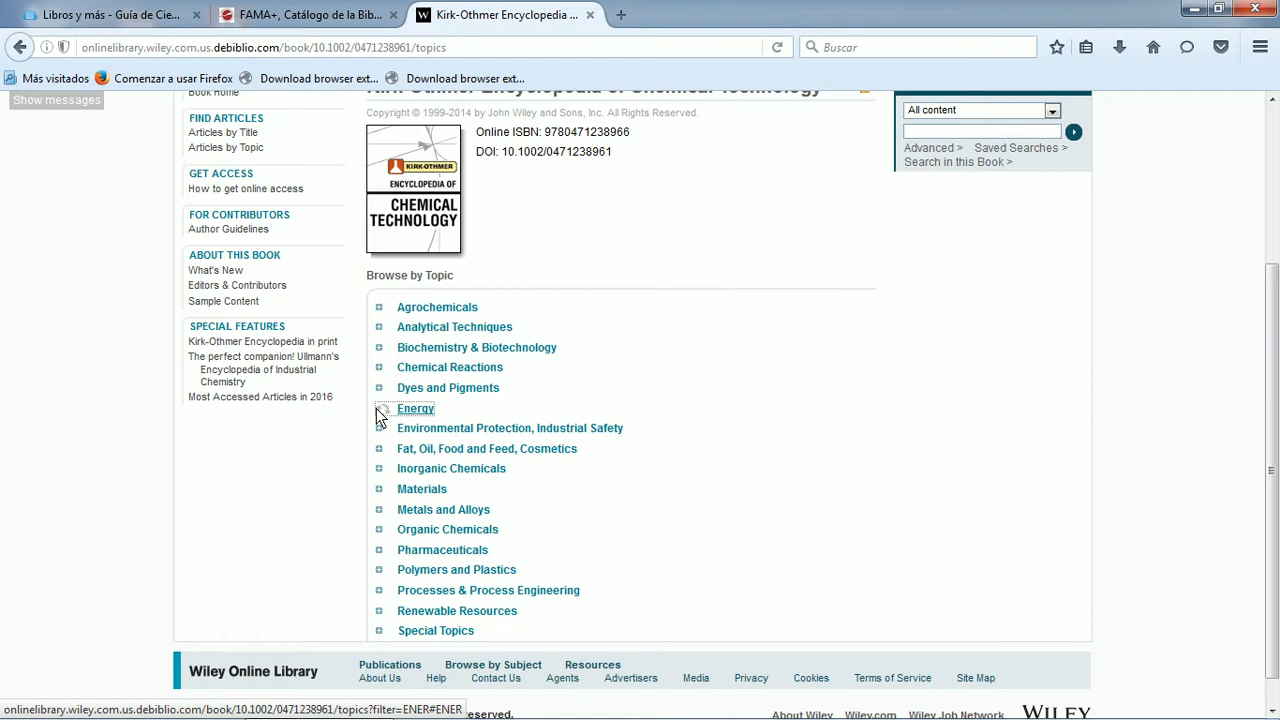 Libros y más - Guía de Cie...
FAMA+, Catálogo de la Bib...
W Kirk-Othmer Encyclopedia ...
onlinelibrary.wiley.com.us.debiblio.com/book/10.1002/0471238961/topics
Buscar
Más visitados
Comenzar a usar Firefox
Download browser ext...
Download browser ext...
Show messages
Book Home
FIND ARTICLES
Articles by Title
Articles by Topic
GET ACCESS
How to get online access
FOR CONTRIBUTORS
Author Guidelines
ABOUT THIS BOOK
What's New
Editors & Contributors
Sample Content
SPECIAL FEATURES
Kirk-Othmer Encyclopedia in print
The perfect companion! Ullmann's
Encyclopedia of Industrial
Chemistry
Most Accessed Articles in 2016
Kirk-Othmer Encyclopedia of Chemical Technology
Copyright © 1999-2014 by John Wiley and Sons, Inc. All Rights Reserved.
KIRK-OTHMER
ENCYCLOPEDIA OF
CHEMICAL
TECHNOLOGY
Online ISBN: 9780471238966
DOI: 10.1002/0471238961
Browse by Topic
Agrochemicals
Analytical Techniques
Biochemistry & Biotechnology
Chemical Reactions
Dyes and Pigments
Energy
Environmental Protection, Industrial Safety
Fat, Oil, Food and Feed, Cosmetics
Inorganic Chemicals
Materials
Metals and Alloys
Organic Chemicals
Pharmaceuticals
Polymers and Plastics
Processes & Process Engineering
Renewable Resources
Special Topics
All content
Advanced > Saved Searches >
Search in this Book >
Wiley Online Library
Publications Browse by Subject Resources
About Us Help Contact Us Agents Advertisers Media Privacy Cookies Terms of Service Site Map
onlinelibrary.wiley.com.us.debiblio.com/book/10.1002/0471238961/topics?filter=ENER#ENER
eserved.
About Wiley Wiley.com Wiley Job Network
WILEY